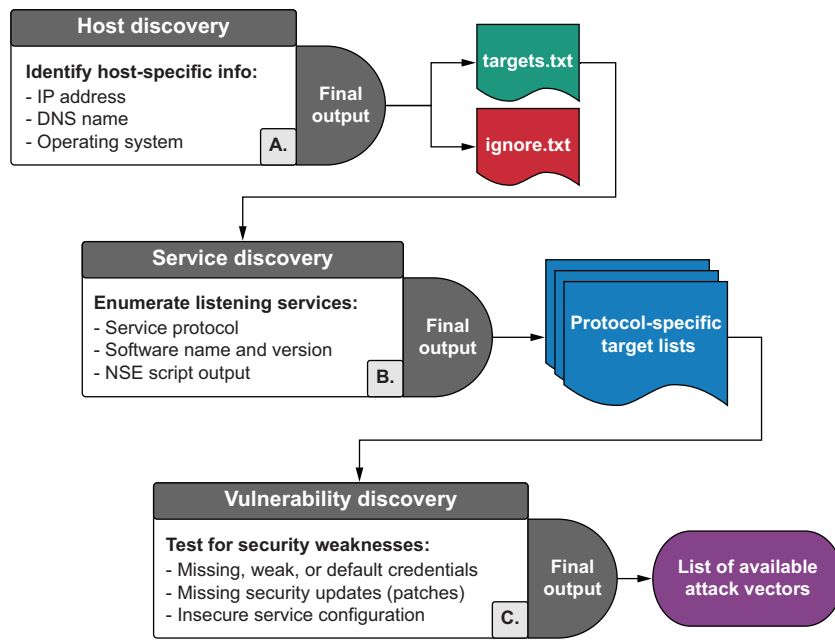 Host discovery
Identify host-specific info:
- IP address
- DNS name
- Operating system
A.
Final
output
targets.txt
ignore.txt
Service discovery
Enumerate listening services:
- Service protocol
- Software name and version
- NSE script output
B.
Final
output
Protocol-specific
target lists
Vulnerability discovery
Test for security weaknesses:
- Missing, weak, or default credentials
- Missing security updates (patches)
- Insecure service configuration
C.
Final
output
List of available
attack vectors